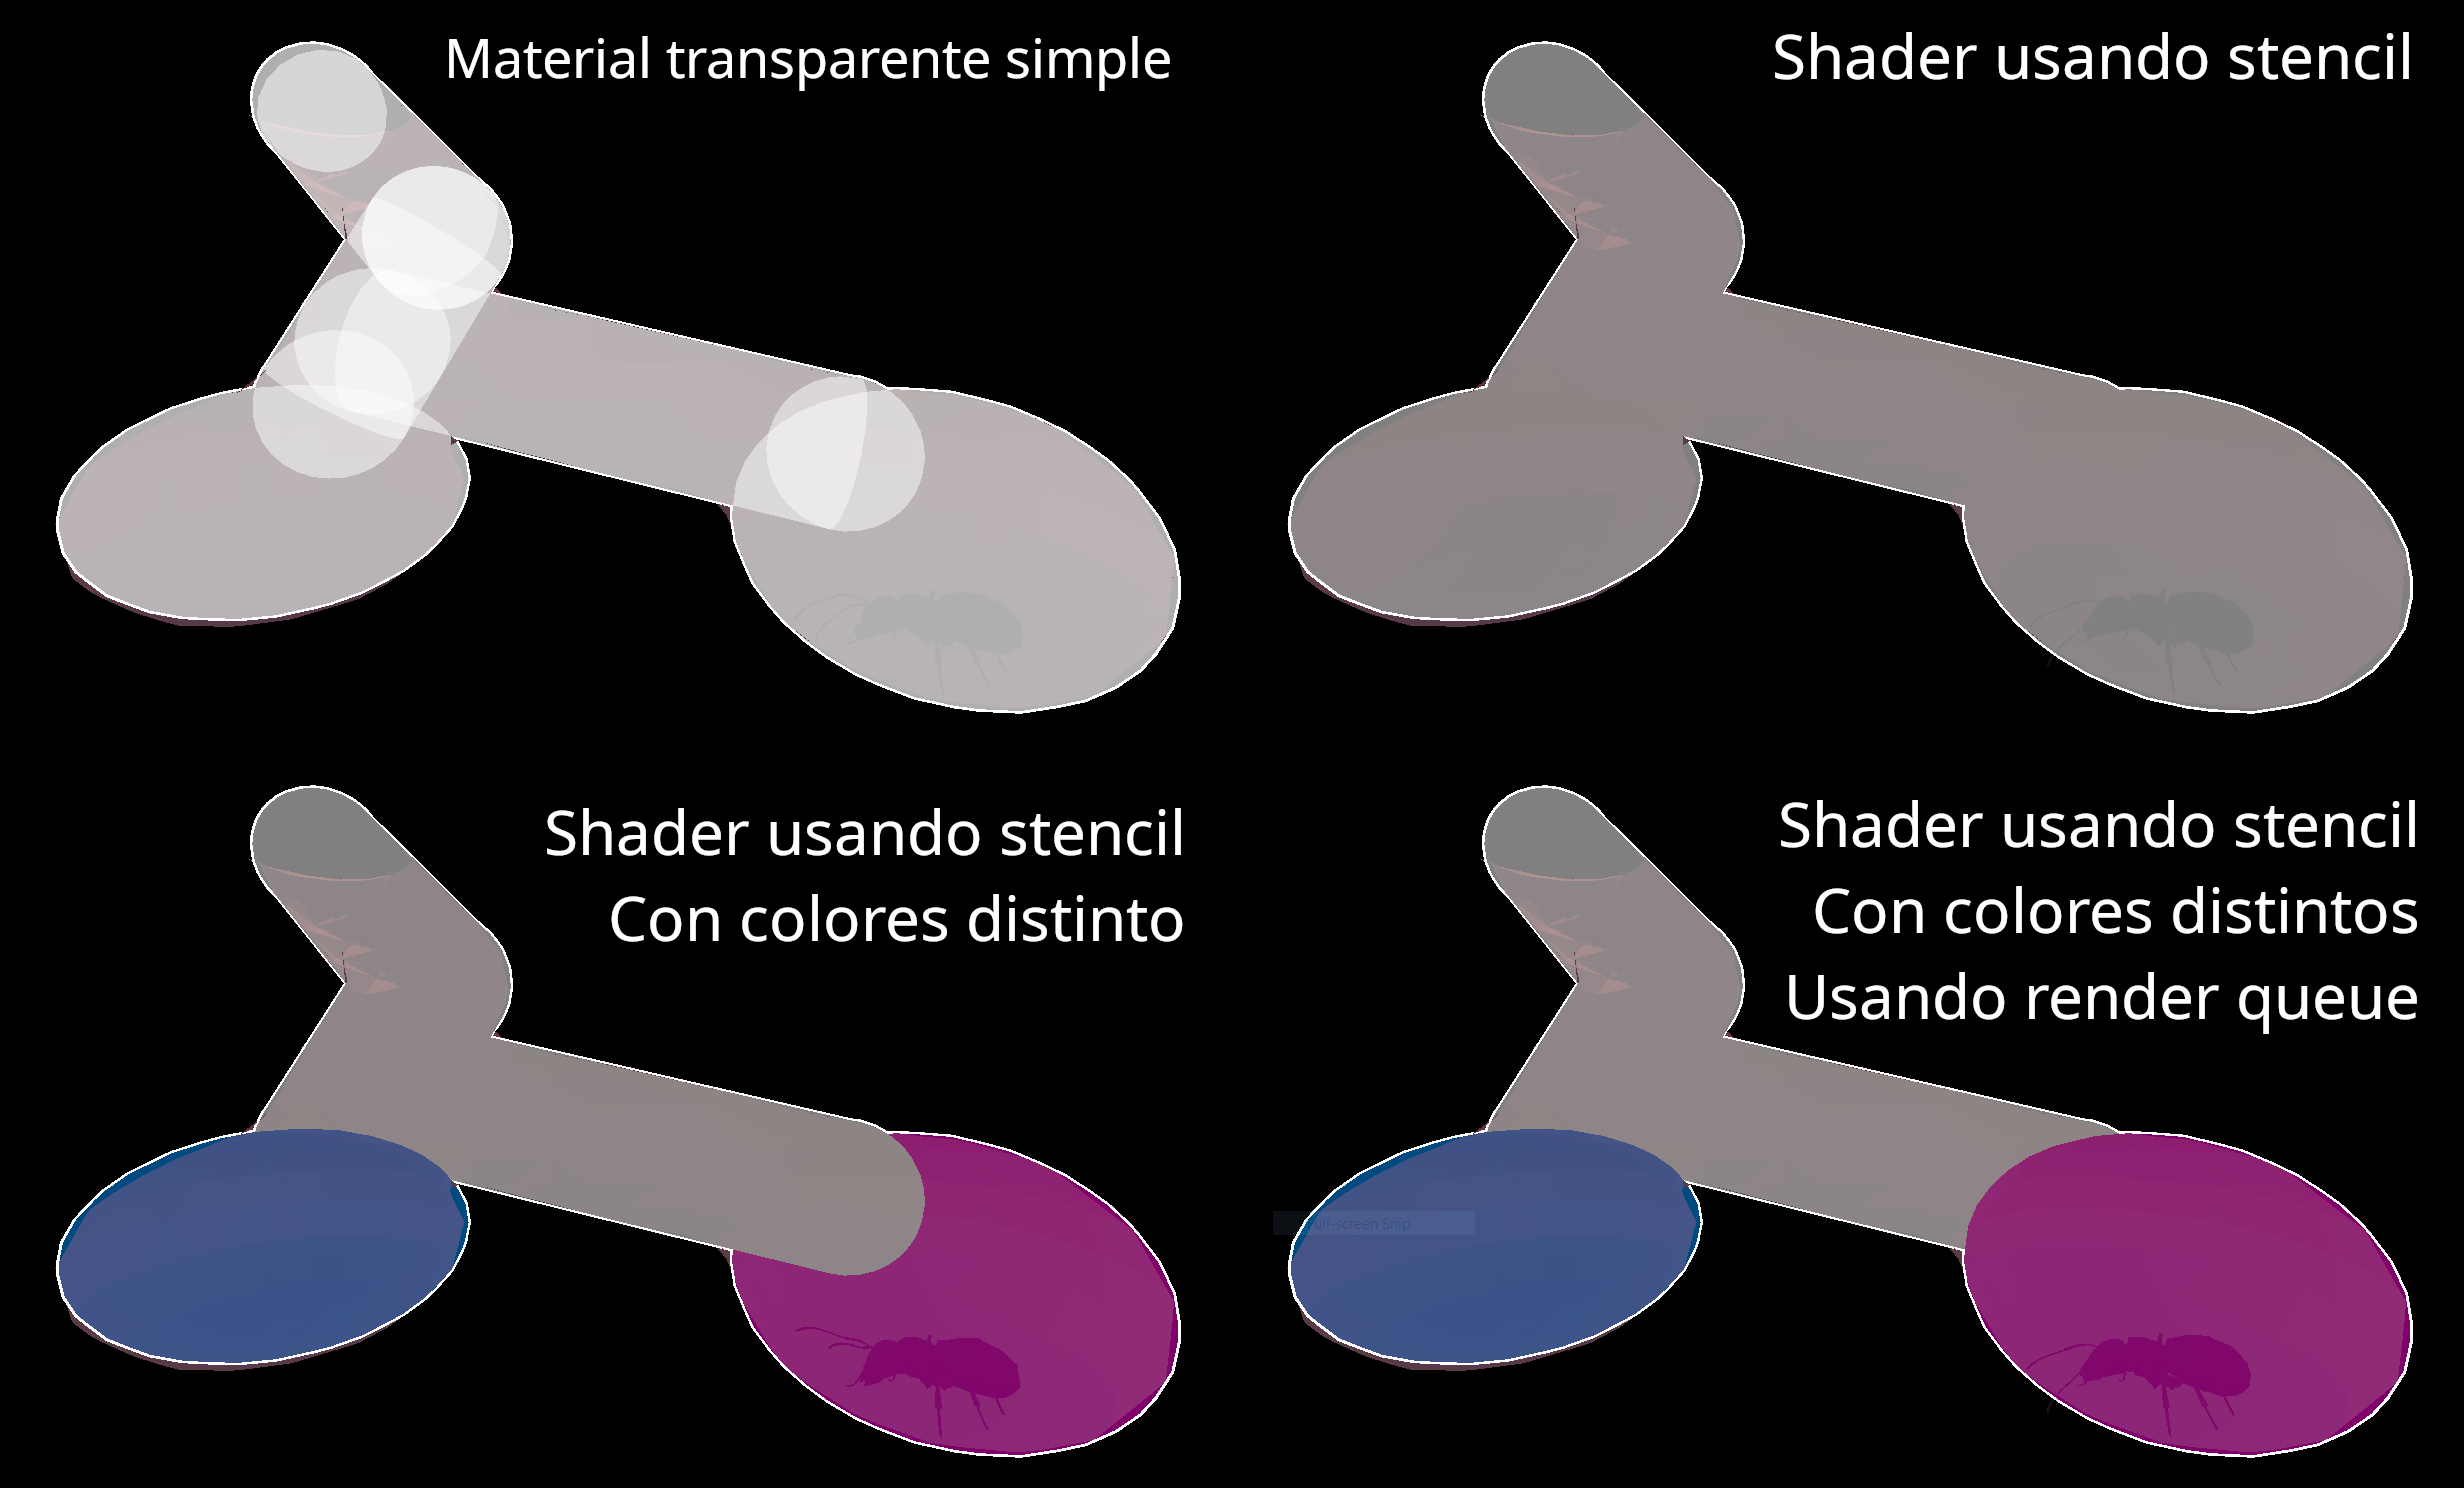 Material transparente simple
Shader usando stencil
Shader usando stencil
Con colores distinto
Shader usando stencil
Con colores distintos
Usando render queue
ull-screen Snip